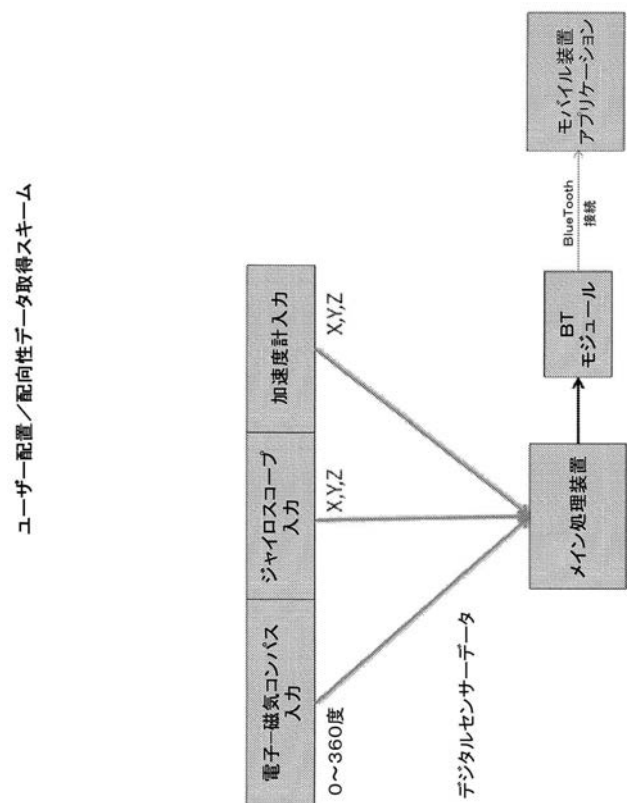 ユーザー配置／配向性データ取得スキーム
電子－磁気コンパス
入力
ジャイロスコープ
入力
加速度計入力
0～360度
X,Y,Z
X,Y,Z
デジタルセンサーデータ
メイン処理装置
BT
モジュール
BlueTooth
接続
モバイル装置
アプリケーション